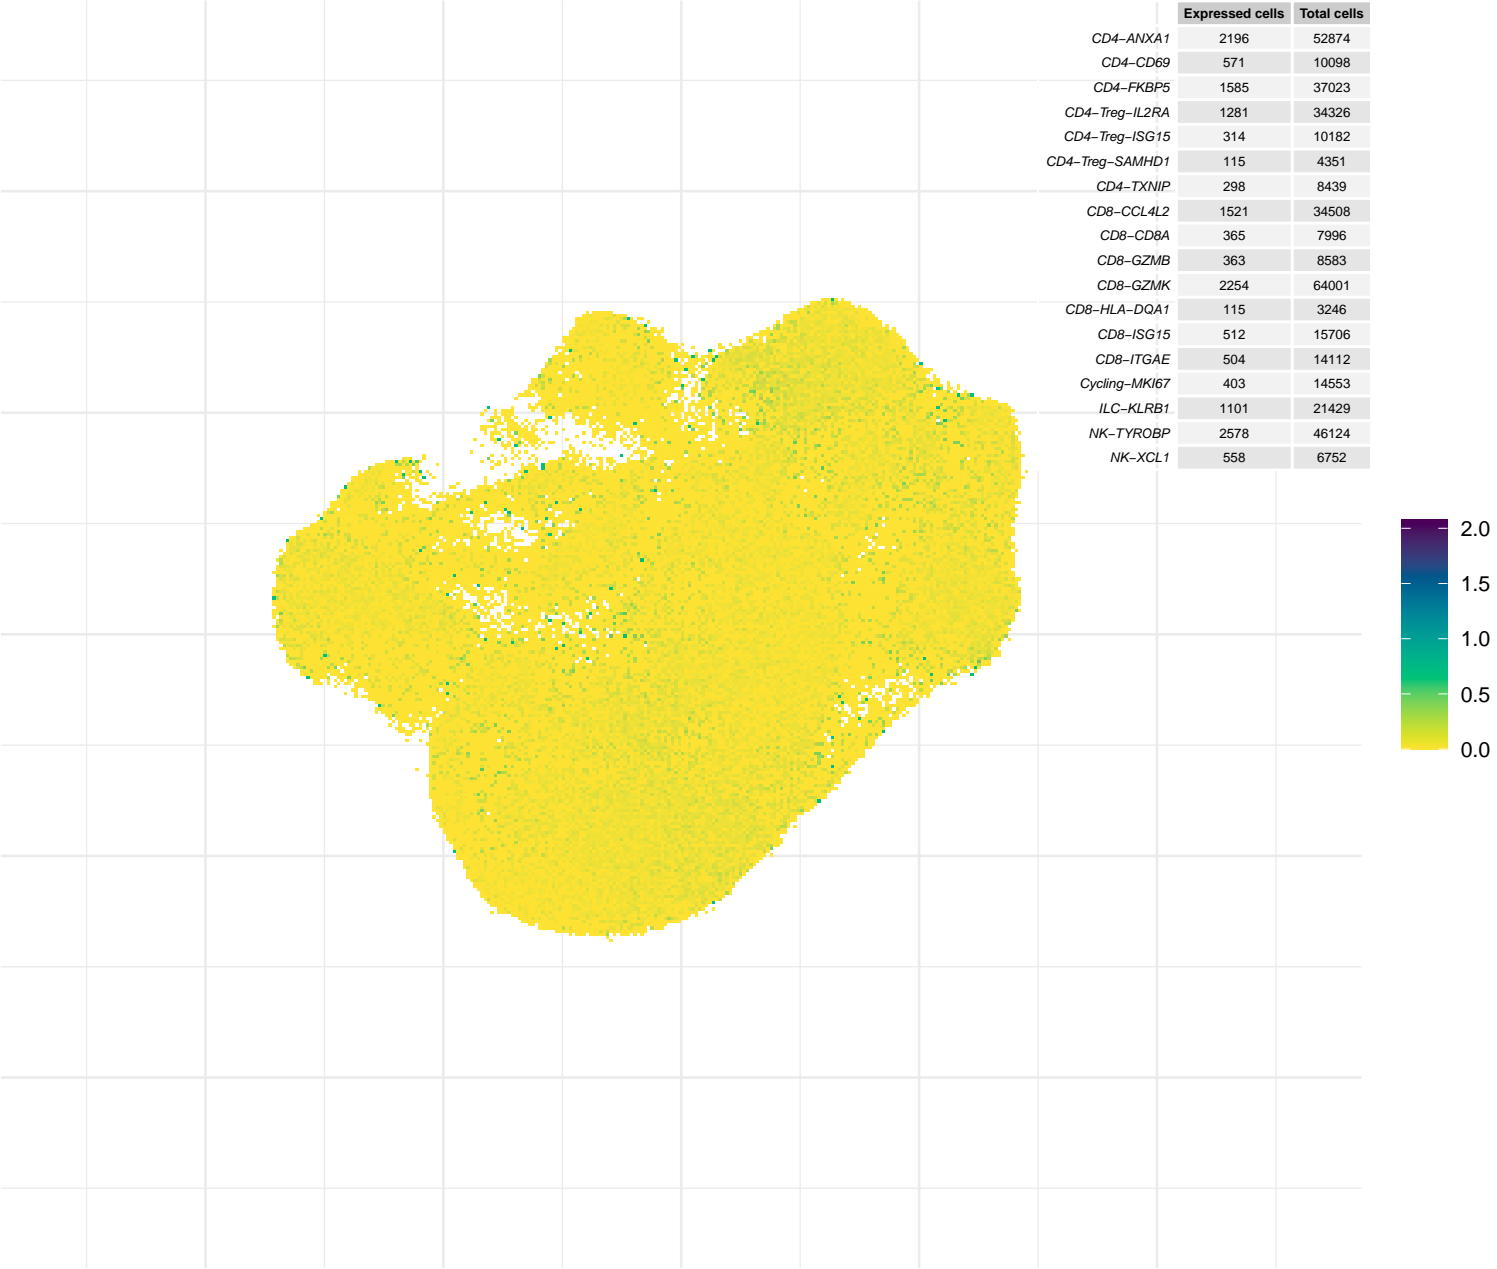 Expressed cells Total cells
CD4−ANXA1 2196 52874
CD4−CD69 571 10098
CD4−FKBP5 1585 37023
CD4−Treg−IL2RA 1281 34326
CD4−Treg−ISG15 314 10182
CD4−Treg−SAMHD1 115 4351
CD4−TXNIP 298 8439
CD8−CCL4L2 1521 34508
CD8−CD8A 365 7996
CD8−GZMB 363 8583
CD8−GZMK 2254 64001
CD8−HLA−DQA1 115 3246
CD8−ISG15 512 15706
CD8−ITGAE 504 14112
Cycling−MKI67 403 14553
ILC−KLRB1 1101 21429
NK−TYROBP 2578 46124
NK−XCL1 558 6752
2.0
1.5
1.0
0.5
0.0